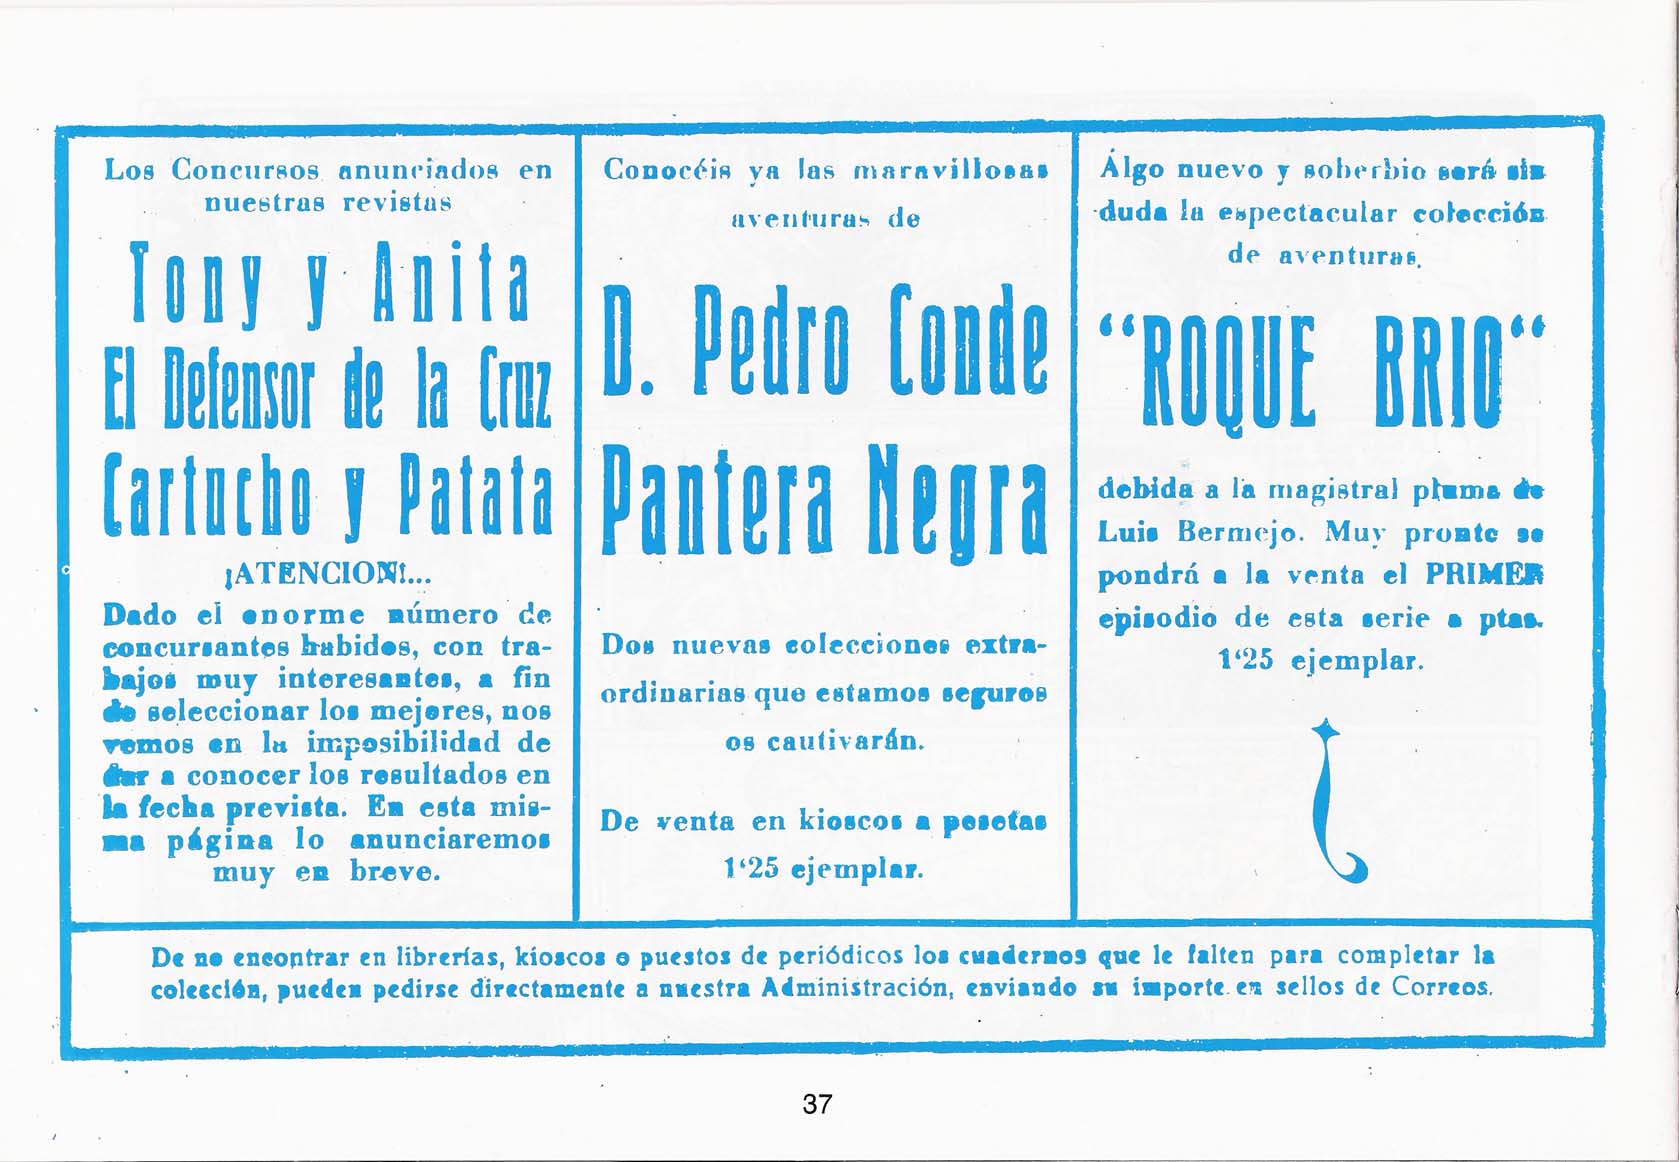 Los Concursos anunciados en
nuestras revistas
Tony y Anita
El Defensor de la Cruz
Cartucho y Patata
¡ATENCION!...
Dado el enorme número de
concursantes habidos, con tra-
bajos muy interesantes, a fin
de seleccionar los mejores, nos
vemos en la imposibilidad de
dar a conocer los resultados en
la fecha prevista. En esta mis-
ma página lo anunciaremos
muy en breve.
Conocéis ya las maravillosas
aventuras de
D. Pedro Conde
Pantera Negra
Dos nuevas colecciones extra-
ordinarias que estamos seguros
os cautivarán.
De venta en kioscos a pesetas
1‘25 ejemplar.
Álgo nuevo y soberbio será sin
duda la espectacular colección
de aventuras.
“ROQUE BRIO“
debida a la magistral pluma de
Luis Bermejo. Muy pronto se
pondrá a la venta el PRIMER
episodio de esta serie a ptas.
1‘25 ejemplar.
De no encontrar en librerías, kíoscos o puestos de periódicos los cuadernos que le falten para completar la
colección, pueden pedirse directamente a nuestra Administración, enviando su importe en sellos de Correos.
37